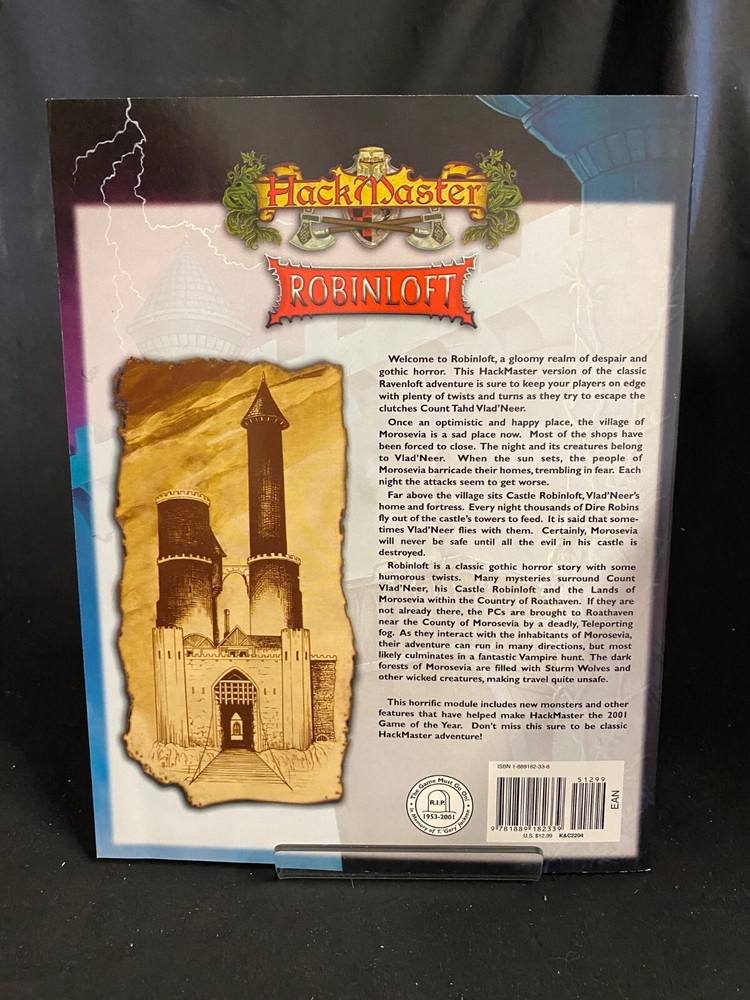 HackMaster
ROBINLOFT
Welcome to Robinloft, a gloomy realm of despair and
gothic horror. This HackMaster version of the classic
Ravenloft adventure is sure to keep your players on edge
with plenty of twists and turns as they try to escape the
clutches Count Tahd Vlad'Neer.
Once an optimistic and happy place, the village of
Morosevia is a sad place now. Most of the shops have
been forced to close. The night and its creatures belong
to Vlad'Neer. When the sun sets, the people of
Morosevia barricade their homes, trembling in fear. Each
night the attacks seem to get worse.
Far above the village sits Castle Robinloft, Vlad'Neer's
home and fortress. Every night thousands of Dire Robins
fly out of the castle's towers to feed. It is said that some-
times Vlad'Neer flies with them. Certainly, Morosevia
will never be safe until all the evil in his castle is
destroyed.
Robinloft is a classic gothic horror story with some
humorous twists. Many mysteries surround Count
Vlad'Neer, his Castle Robinloft and the Lands of
Morosevia within the Country of Roathaven. If they are
not already there, the PCs are brought to Roathaven
near the County of Morosevia by a deadly, Teleporting
fog. As they interact with the inhabitants of Morosevia,
their adventure can run in many directions, but most
likely culminates in a fantastic Vampire hunt. The dark
forests of Morosevia are filled with Sturm Wolves and
other wicked creatures, making travel quite unsafe.
This horrific module includes new monsters and other
features that have helped make HackMaster the 2001
Game of the Year. Don't miss this sure to be classic
HackMaster adventure!
The Game Must Go On
R.I.P.
1953-2001
in Memory of T. 'Gary' Jackson
ISBN 1-889182-33-8
51299
EAN
9 781889 182339
U.S. $12.99 K&C2204